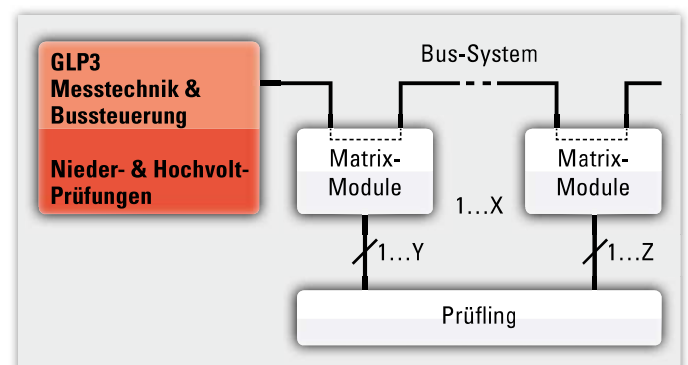 GLP3
Messtechnik &
Bussteuerung
Nieder- & Hochvolt-
Prüfungen
Bus-System
Matrix-
Module
1...X
Matrix-
Module
1...Y
1...Z
Prüfling